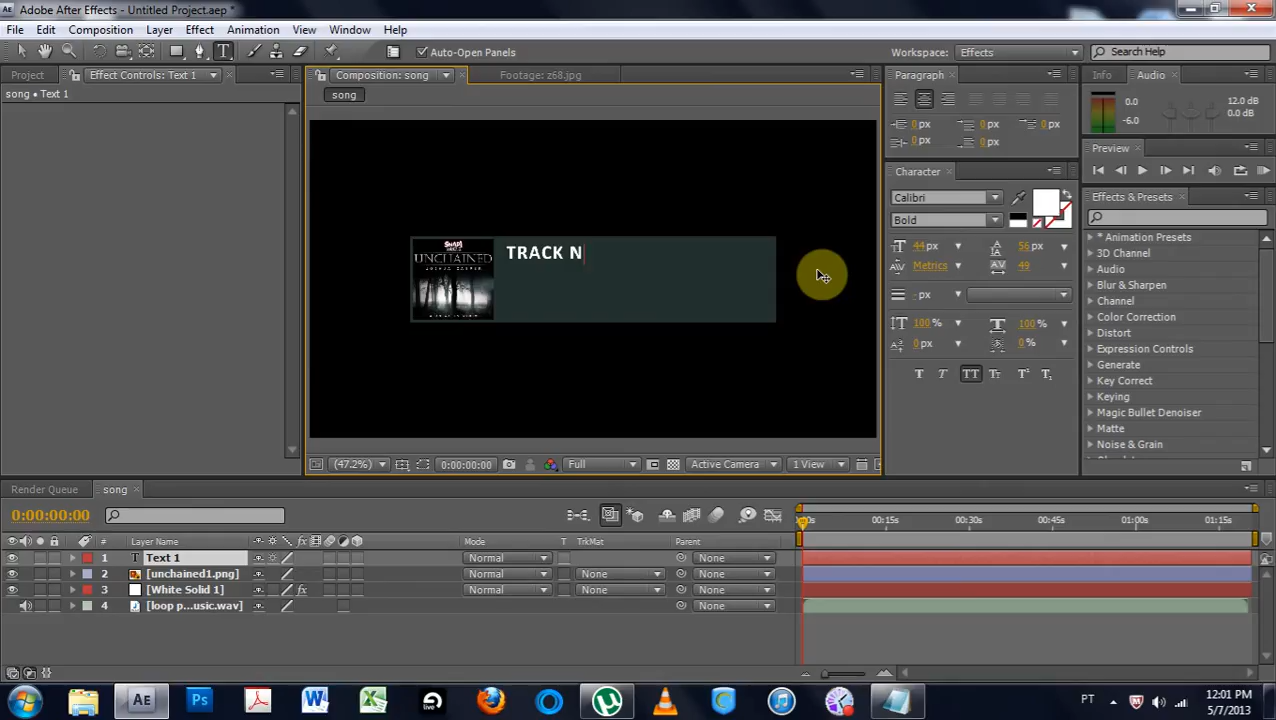 Adobe After Effects - Untitled Project.aep *
File Edit Composition Layer Effect Animation View Window Help
Auto-Open Panels
Workspace: Effects
Search Help
Project
Effect Controls: Text 1
Composition: song
Footage: z68.jpg
Paragraph
Info
Audio
song • Text 1
song
0.0
-6.0
12.0 dB
0.0 dB
0 px
0 px
0 px
0 px
0 px
Preview
Character
Effects & Presets
Calibri
Bold
44 px
56 px
Metrics
49
- px
100 %
100 %
0 px
0 %
* Animation Presets
3D Channel
Audio
Blur & Sharpen
Channel
Color Correction
Distort
Expression Controls
Generate
Key Correct
Keying
Magic Bullet Denoiser
Matte
Noise & Grain
UNCHAINED
TRACK N
(47.2%)
0:00:00:00
Full
Active Camera
1 View
Render Queue
song
0:00:00:00
00:15s
00:30s
00:45s
01:00s
01:15s
# Layer Name
Mode
T TrkMat
Parent
1 T Text 1 Normal None
2 [unchained1.png] Normal None None
3 [White Solid 1] fx Normal None None
4 [loop p...usic.wav] None
AE
Ps
live
PT
12:01 PM
5/7/2013